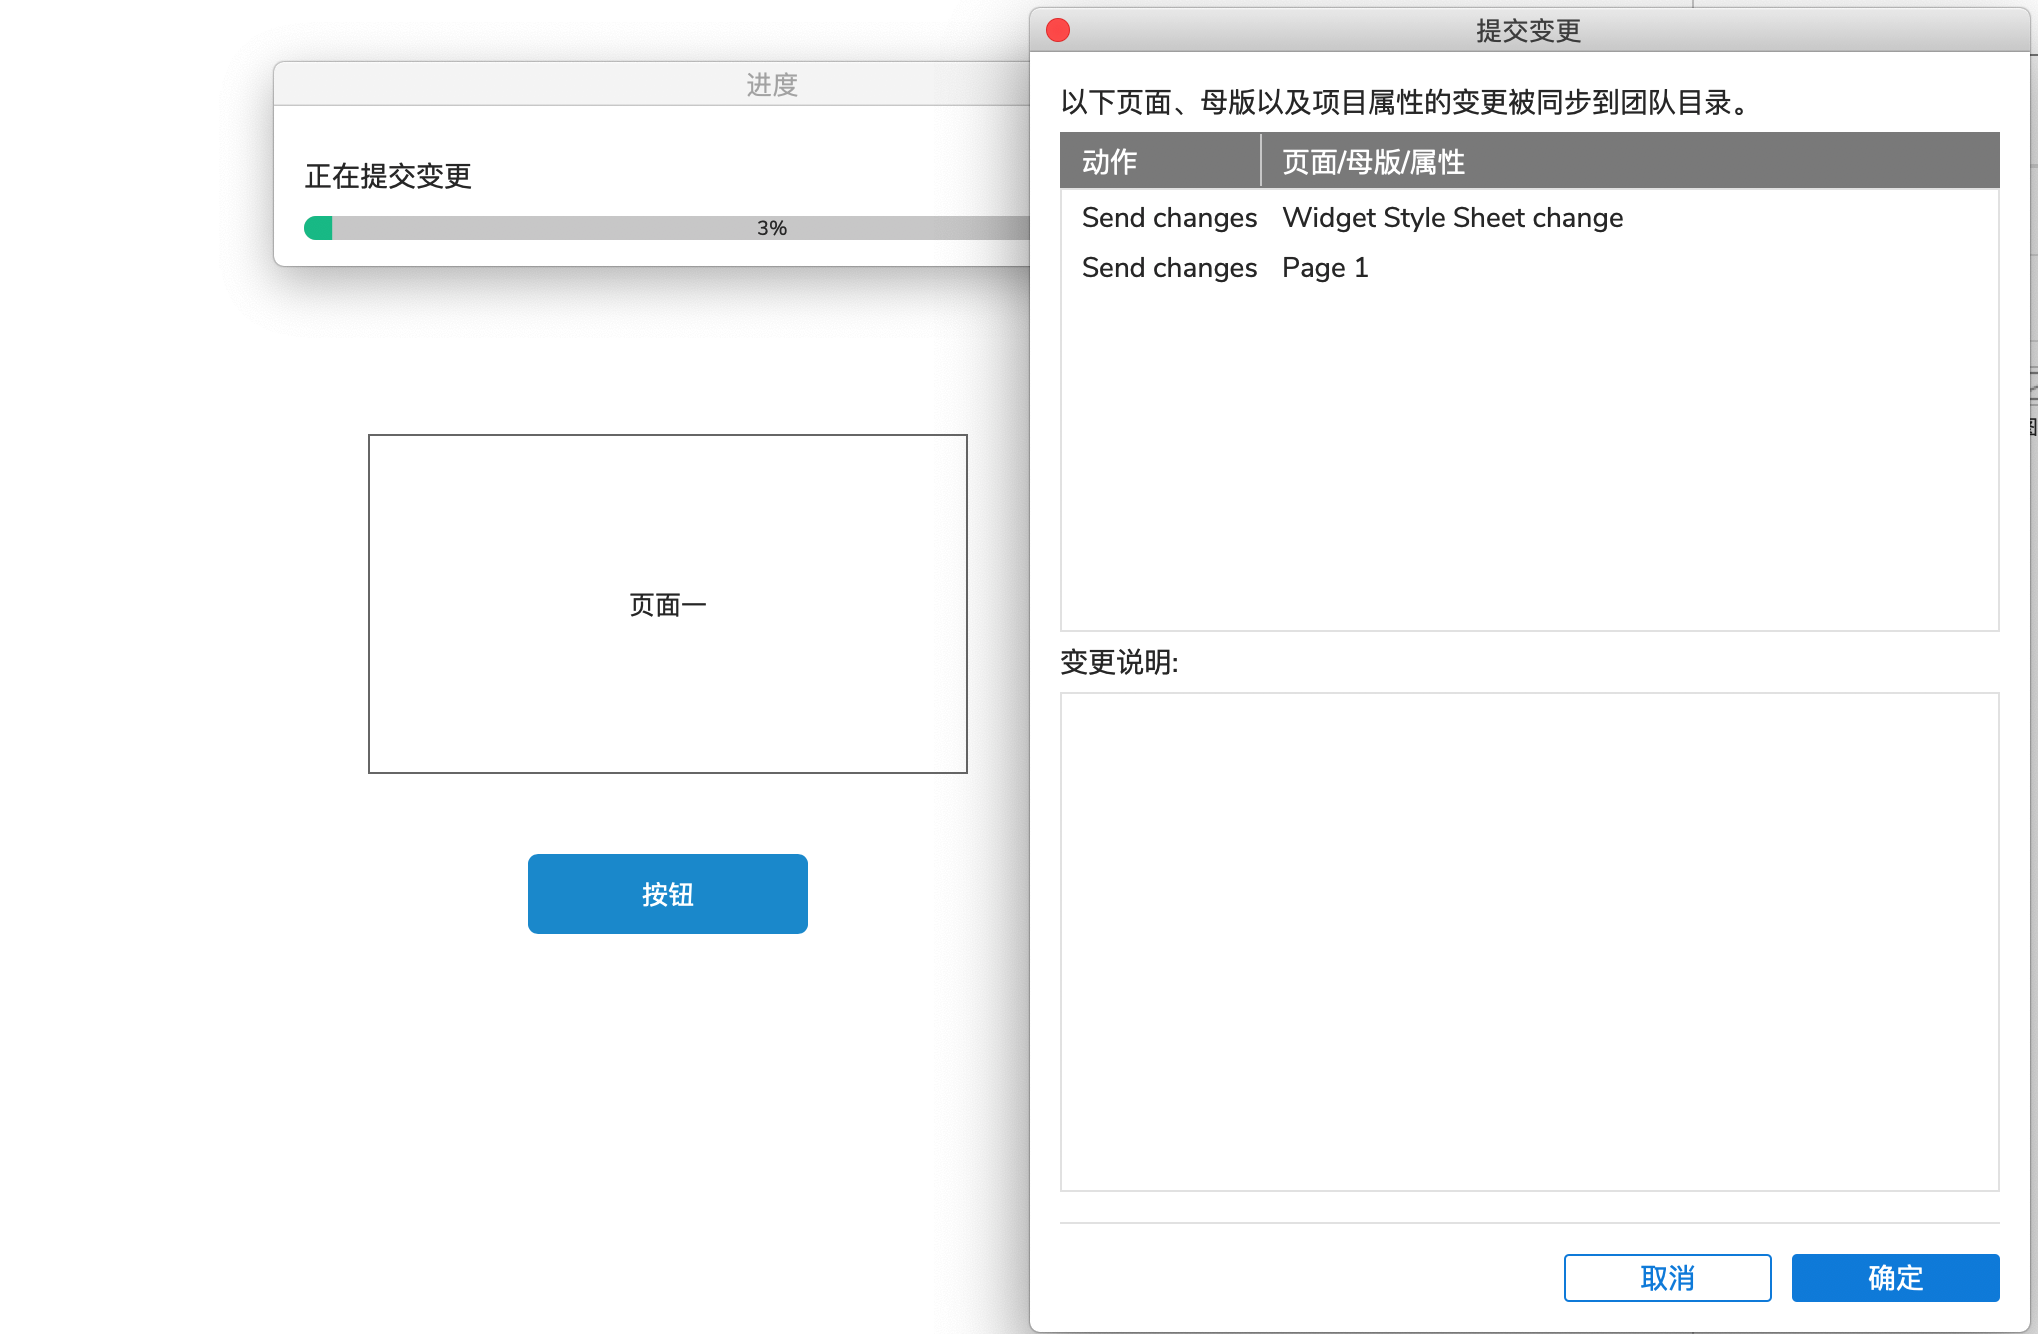 进度
正在提交变更
3%
页面一
按钮
提交变更
以下页面、母版以及项目属性的变更被同步到团队目录。
动作 页面/母版/属性
Send changes Widget Style Sheet change
Send changes Page 1
变更说明:
取消 确定